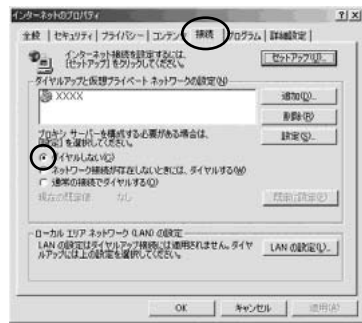 インターネットのプロパティ
全般 セキュリティ プライバシー コンテンツ 接続 プログラム 詳細設定
インターネット接続を設定するには、
[セットアップ] をクリックしてください。
セットアップ(U)...
ダイヤルアップと仮想プライベート ネットワークの設定(N)
XXXX
追加(D)...
削除(R)
プロキシ サーバーを構成する必要がある場合は、
[設定] を選択してください。
設定(S)...
ダイヤルしない(C)
ネットワーク接続が存在しないときには、ダイヤルする(W)
通常の接続でダイヤルする(O)
現在の既定値 なし
既定に設定(E)
ローカル エリア ネットワーク (LAN) の設定
LAN の設定はダイヤルアップ接続には適用されません。ダイヤ
ルアップには上の設定を選択してください。
LAN の設定(L)...
OK
キャンセル
適用(A)